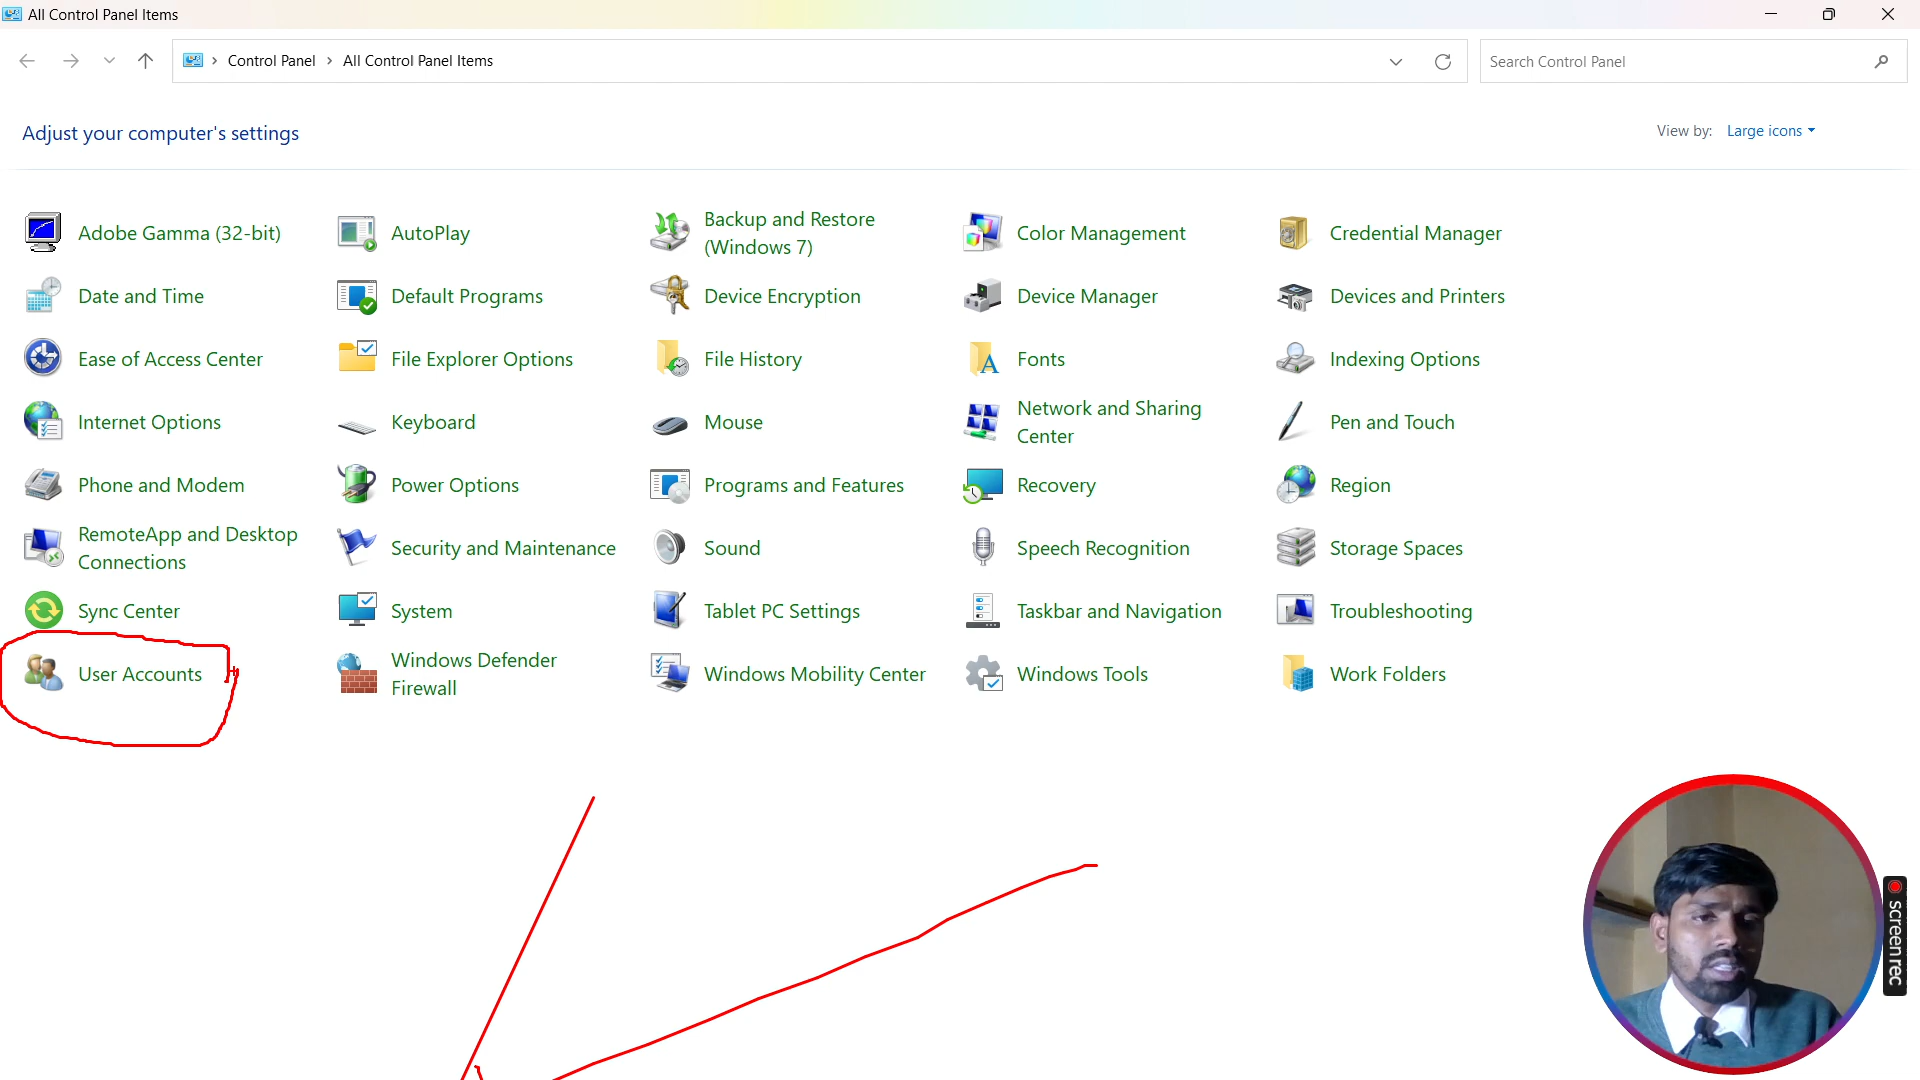 All Control Panel Items
Control Panel > All Control Panel Items
Search Control Panel
Adjust your computer's settings
View by: Large icons
Adobe Gamma (32-bit)
AutoPlay
Backup and Restore
(Windows 7)
Color Management
Credential Manager
Date and Time
Default Programs
Device Encryption
Device Manager
Devices and Printers
Ease of Access Center
File Explorer Options
File History
Fonts
Indexing Options
Internet Options
Keyboard
Mouse
Network and Sharing
Center
Pen and Touch
Phone and Modem
Power Options
Programs and Features
Recovery
Region
RemoteApp and Desktop
Connections
Security and Maintenance
Sound
Speech Recognition
Storage Spaces
Sync Center
System
Tablet PC Settings
Taskbar and Navigation
Troubleshooting
User Accounts
Windows Defender
Firewall
Windows Mobility Center
Windows Tools
Work Folders
screenrec